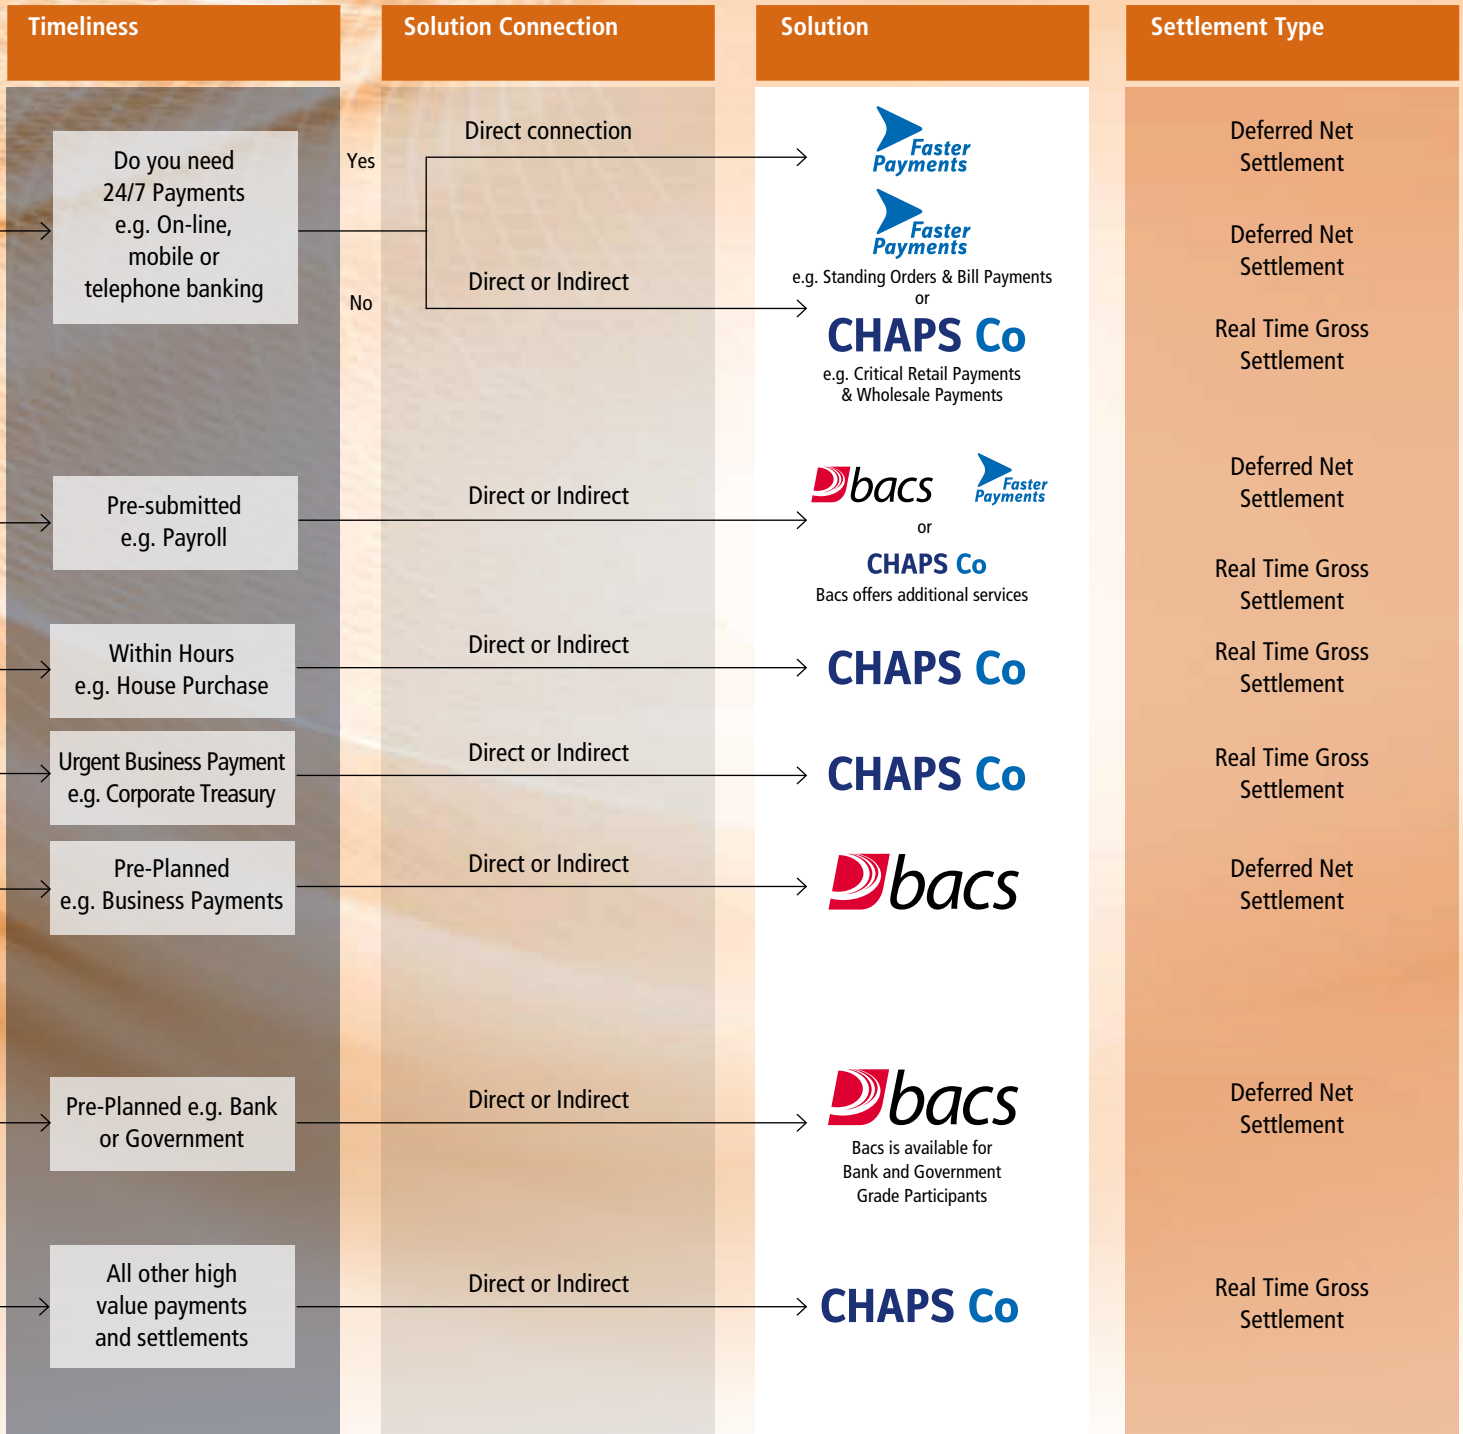 Timeliness
Solution Connection
Solution
Settlement Type
Do you need
24/7 Payments
e.g. On-line,
mobile or
telephone banking
Yes
No
Direct connection
Direct or Indirect
Faster
Payments
Faster
Payments
e.g. Standing Orders & Bill Payments
or
CHAPS Co
e.g. Critical Retail Payments
& Wholesale Payments
Deferred Net
Settlement
Deferred Net
Settlement
Real Time Gross
Settlement
Pre-submitted
e.g. Payroll
Direct or Indirect
bacs
Faster
Payments
or
CHAPS Co
Bacs offers additional services
Deferred Net
Settlement
Real Time Gross
Settlement
Within Hours
e.g. House Purchase
Direct or Indirect
CHAPS Co
Real Time Gross
Settlement
Urgent Business Payment
e.g. Corporate Treasury
Direct or Indirect
CHAPS Co
Real Time Gross
Settlement
Pre-Planned
e.g. Business Payments
Direct or Indirect
bacs
Deferred Net
Settlement
Pre-Planned e.g. Bank
or Government
Direct or Indirect
bacs
Bacs is available for
Bank and Government
Grade Participants
Deferred Net
Settlement
All other high
value payments
and settlements
Direct or Indirect
CHAPS Co
Real Time Gross
Settlement